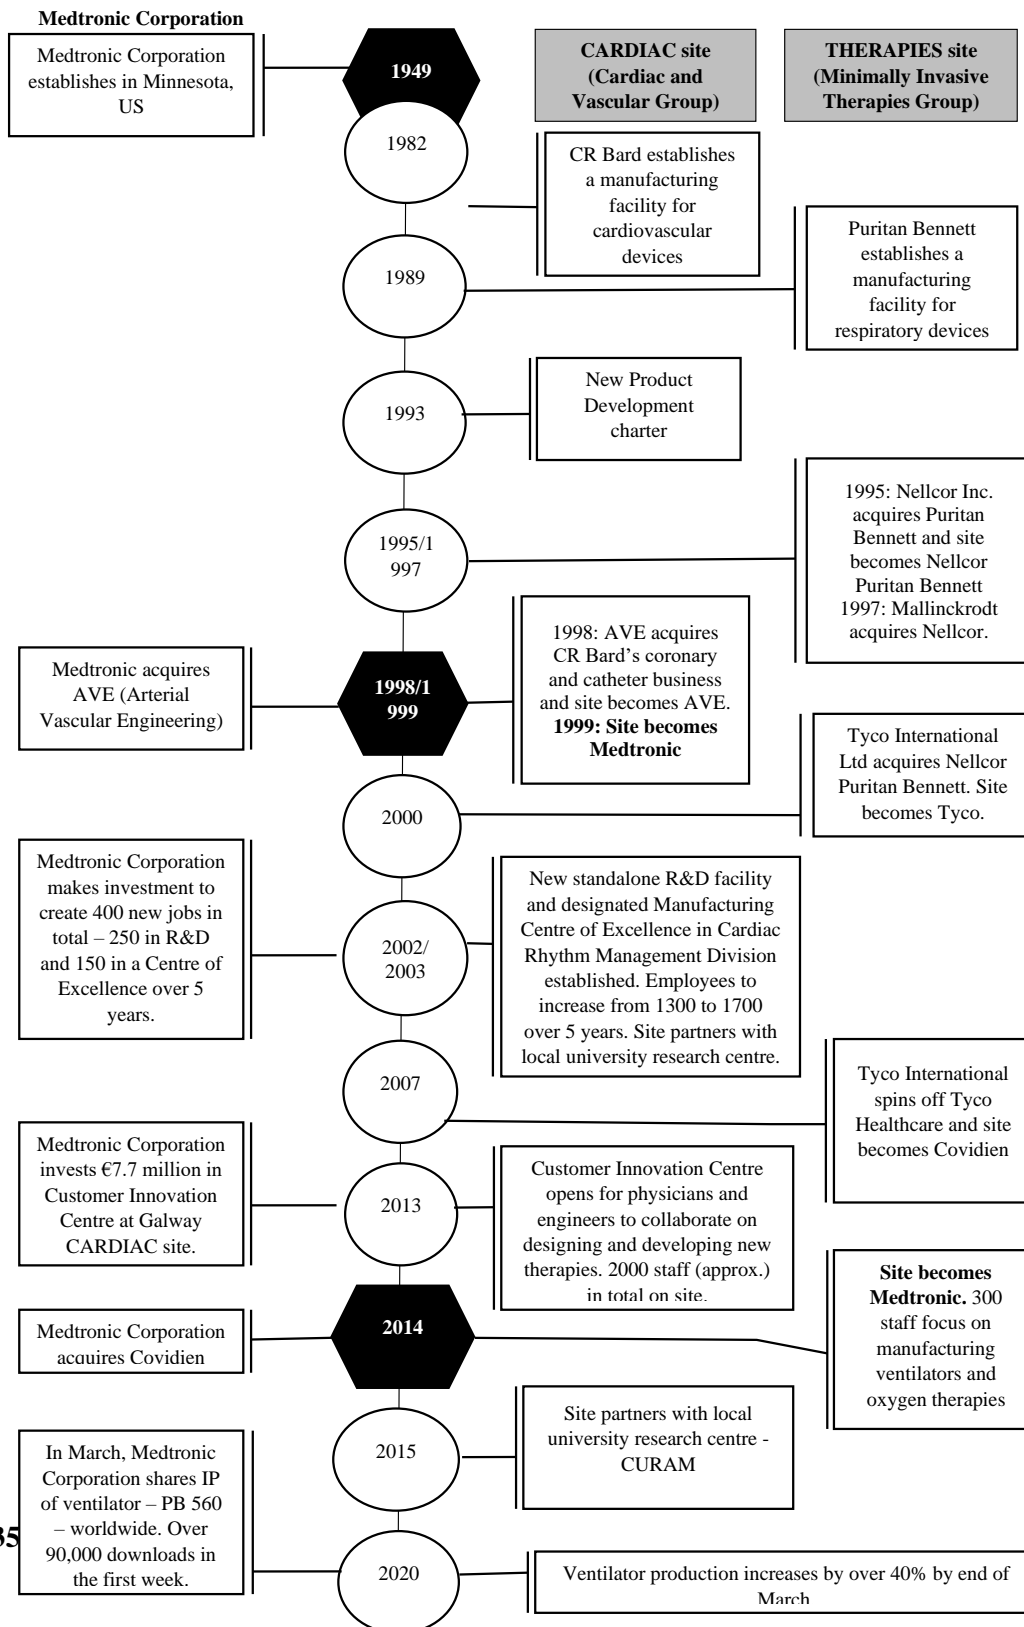 Medtronic Corporation
Medtronic Corporation
establishes in Minnesota,
US
1949
CARDIAC site
(Cardiac and
Vascular Group)
THERAPIES site
(Minimally Invasive
Therapies Group)
1982
CR Bard establishes
a manufacturing
facility for
cardiovascular
devices
1989
Puritan Bennett
establishes a
manufacturing
facility for
respiratory devices
1993
New Product
Development
charter
1995/1
997
1995: Nellcor Inc.
acquires Puritan
Bennett and site
becomes Nellcor
Puritan Bennett
1997: Mallinckrodt
acquires Nellcor.
Medtronic acquires
AVE (Arterial
Vascular Engineering)
1998/1
999
1998: AVE acquires
CR Bard’s coronary
and catheter business
and site becomes AVE.
1999: Site becomes
Medtronic
2000
Tyco International
Ltd acquires Nellcor
Puritan Bennett. Site
becomes Tyco.
Medtronic Corporation
makes investment to
create 400 new jobs in
total – 250 in R&D
and 150 in a Centre of
Excellence over 5
years.
2002/
2003
New standalone R&D facility
and designated Manufacturing
Centre of Excellence in Cardiac
Rhythm Management Division
established. Employees to
increase from 1300 to 1700
over 5 years. Site partners with
local university research centre.
2007
Tyco International
spins off Tyco
Healthcare and site
becomes Covidien
Medtronic Corporation
invests €7.7 million in
Customer Innovation
Centre at Galway
CARDIAC site.
2013
Customer Innovation Centre
opens for physicians and
engineers to collaborate on
designing and developing new
therapies. 2000 staff (approx.)
in total on site.
Medtronic Corporation
acquires Covidien
2014
Site becomes
Medtronic. 300
staff focus on
manufacturing
ventilators and
oxygen therapies
2015
Site partners with local
university research centre -
CURAM
In March, Medtronic
Corporation shares IP
of ventilator – PB 560
– worldwide. Over
90,000 downloads in
the first week.
35
2020
Ventilator production increases by over 40% by end of
March